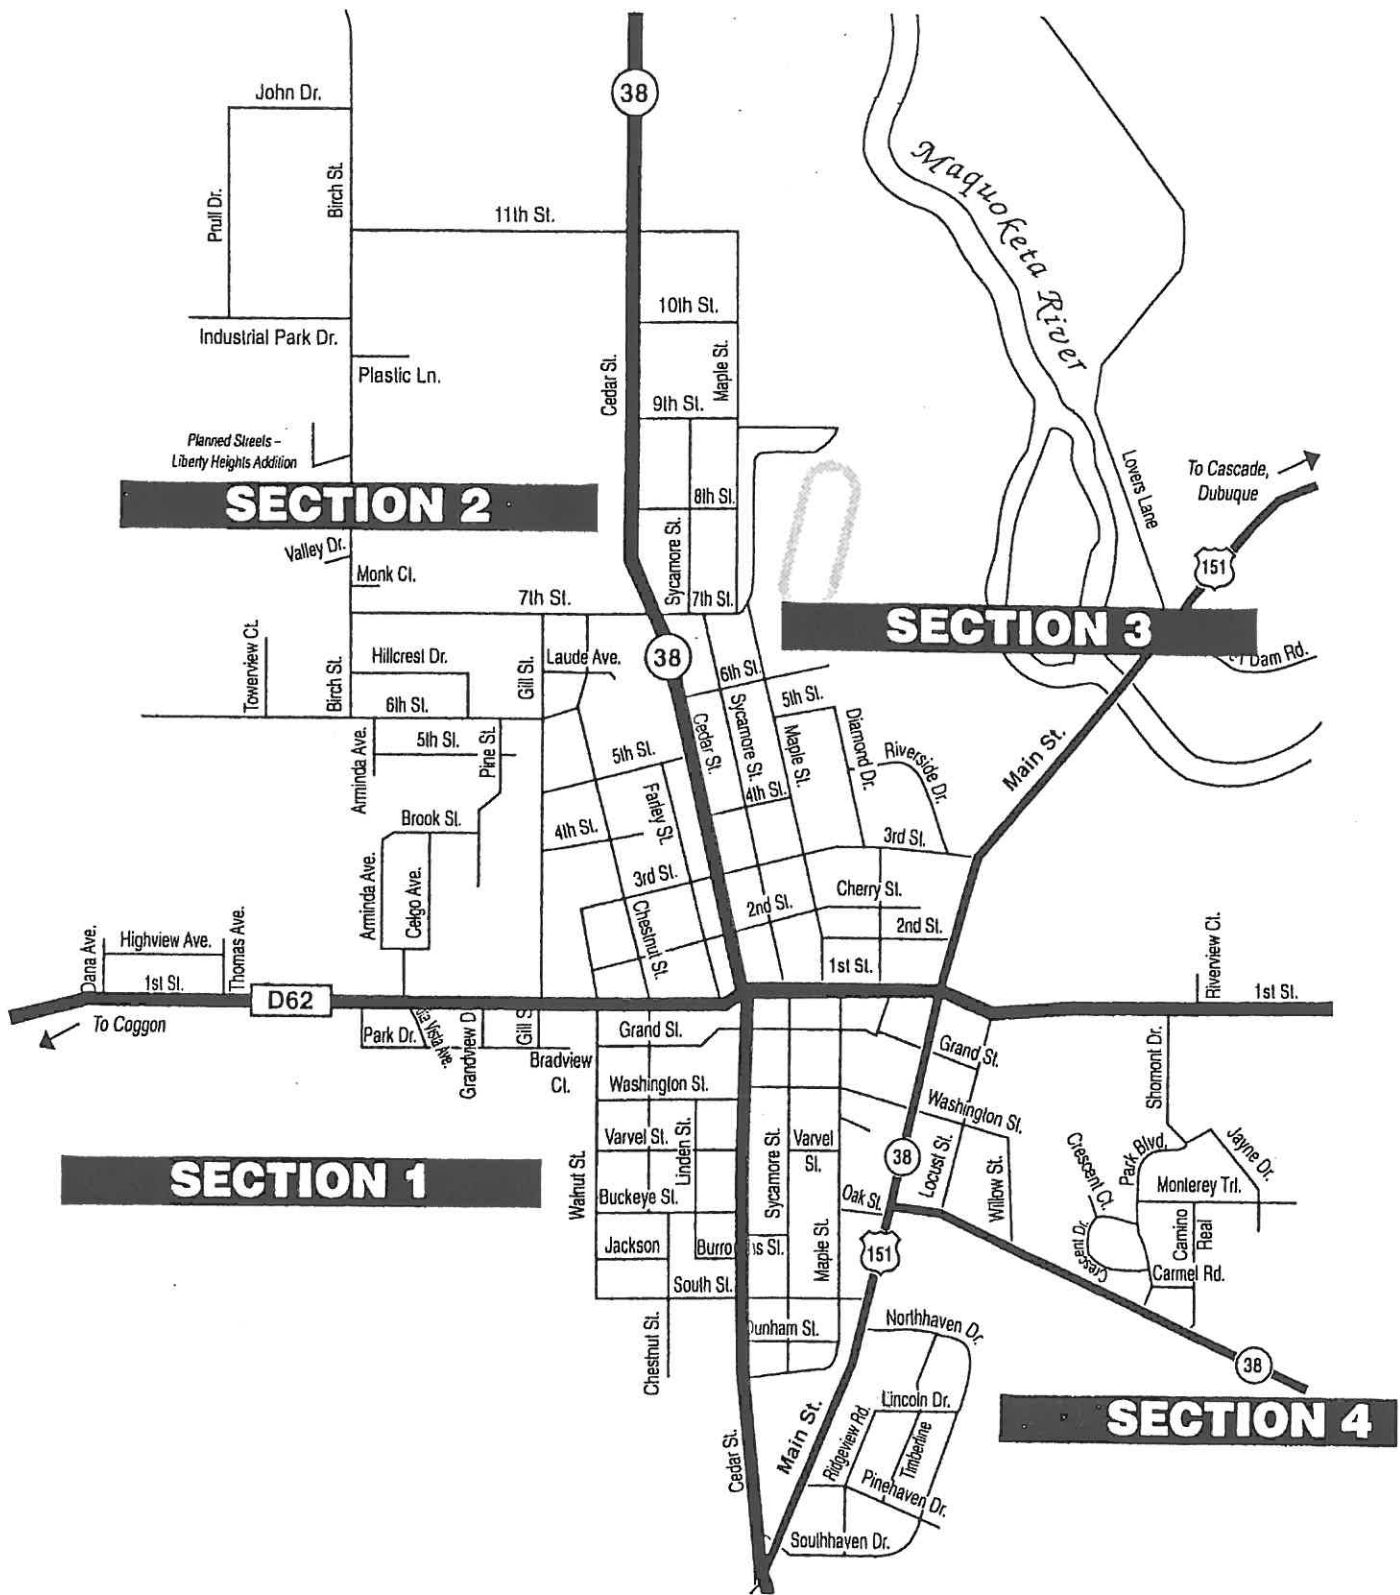 38
John Dr.
Prull Dr.
Birch St.
11th St.
Maquoketa River
10th St.
Industrial Park Dr.
Plastic Ln.
Cedar St.
Maple St.
9th St.
Planned Streets –
Liberty Heights Addition
Lovers Lane
To Cascade,
Dubuque
SECTION 2
8th St.
Valley Dr.
Monk Ct.
Sycamore St.
151
7th St.
7th St.
SECTION 3
Dam Rd.
Towerview Ct.
Birch St.
Hillcrest Dr.
Gill St.
Laude Ave.
38
6th St.
6th St.
5th St.
Arminda Ave.
5th St.
Pine St.
5th St.
Cedar St.
Sycamore St.
Maple St.
Diamond Dr.
Riverside Dr.
Main St.
Farley St.
4th St.
Brook St.
4th St.
3rd St.
Arminda Ave.
Celgo Ave.
3rd St.
Cherry St.
2nd St.
Chestnut St.
2nd St.
Dana Ave.
Highview Ave.
Thomas Ave.
1st St.
D62
1st St.
Riverview Ct.
1st St.
To Coggon
Park Dr.
Vista Ave.
Grandview D
Gill S
Bradview
Ct.
Grand St.
Grand St.
Shomont Dr.
Washington St.
Washington St.
Varvel St.
Linden St.
Sycamore St.
Varvel
St.
38
Locust St.
Willow St.
Crescent Ct.
Park Blvd.
Jayne Dr.
SECTION 1
Walnut St.
Buckeye St.
Oak St.
Monterey Trl.
Camino
Real
Jackson
Burro
ns St.
Maple St.
151
Crescent Dr.
Carmel Rd.
South St.
Chestnut St.
Dunham St.
Northhaven Dr.
38
Lincoln Dr.
SECTION 4
Cedar St.
Main St.
Ridgeview Rd.
Timberline
Pinehaven Dr.
Southhaven Dr.